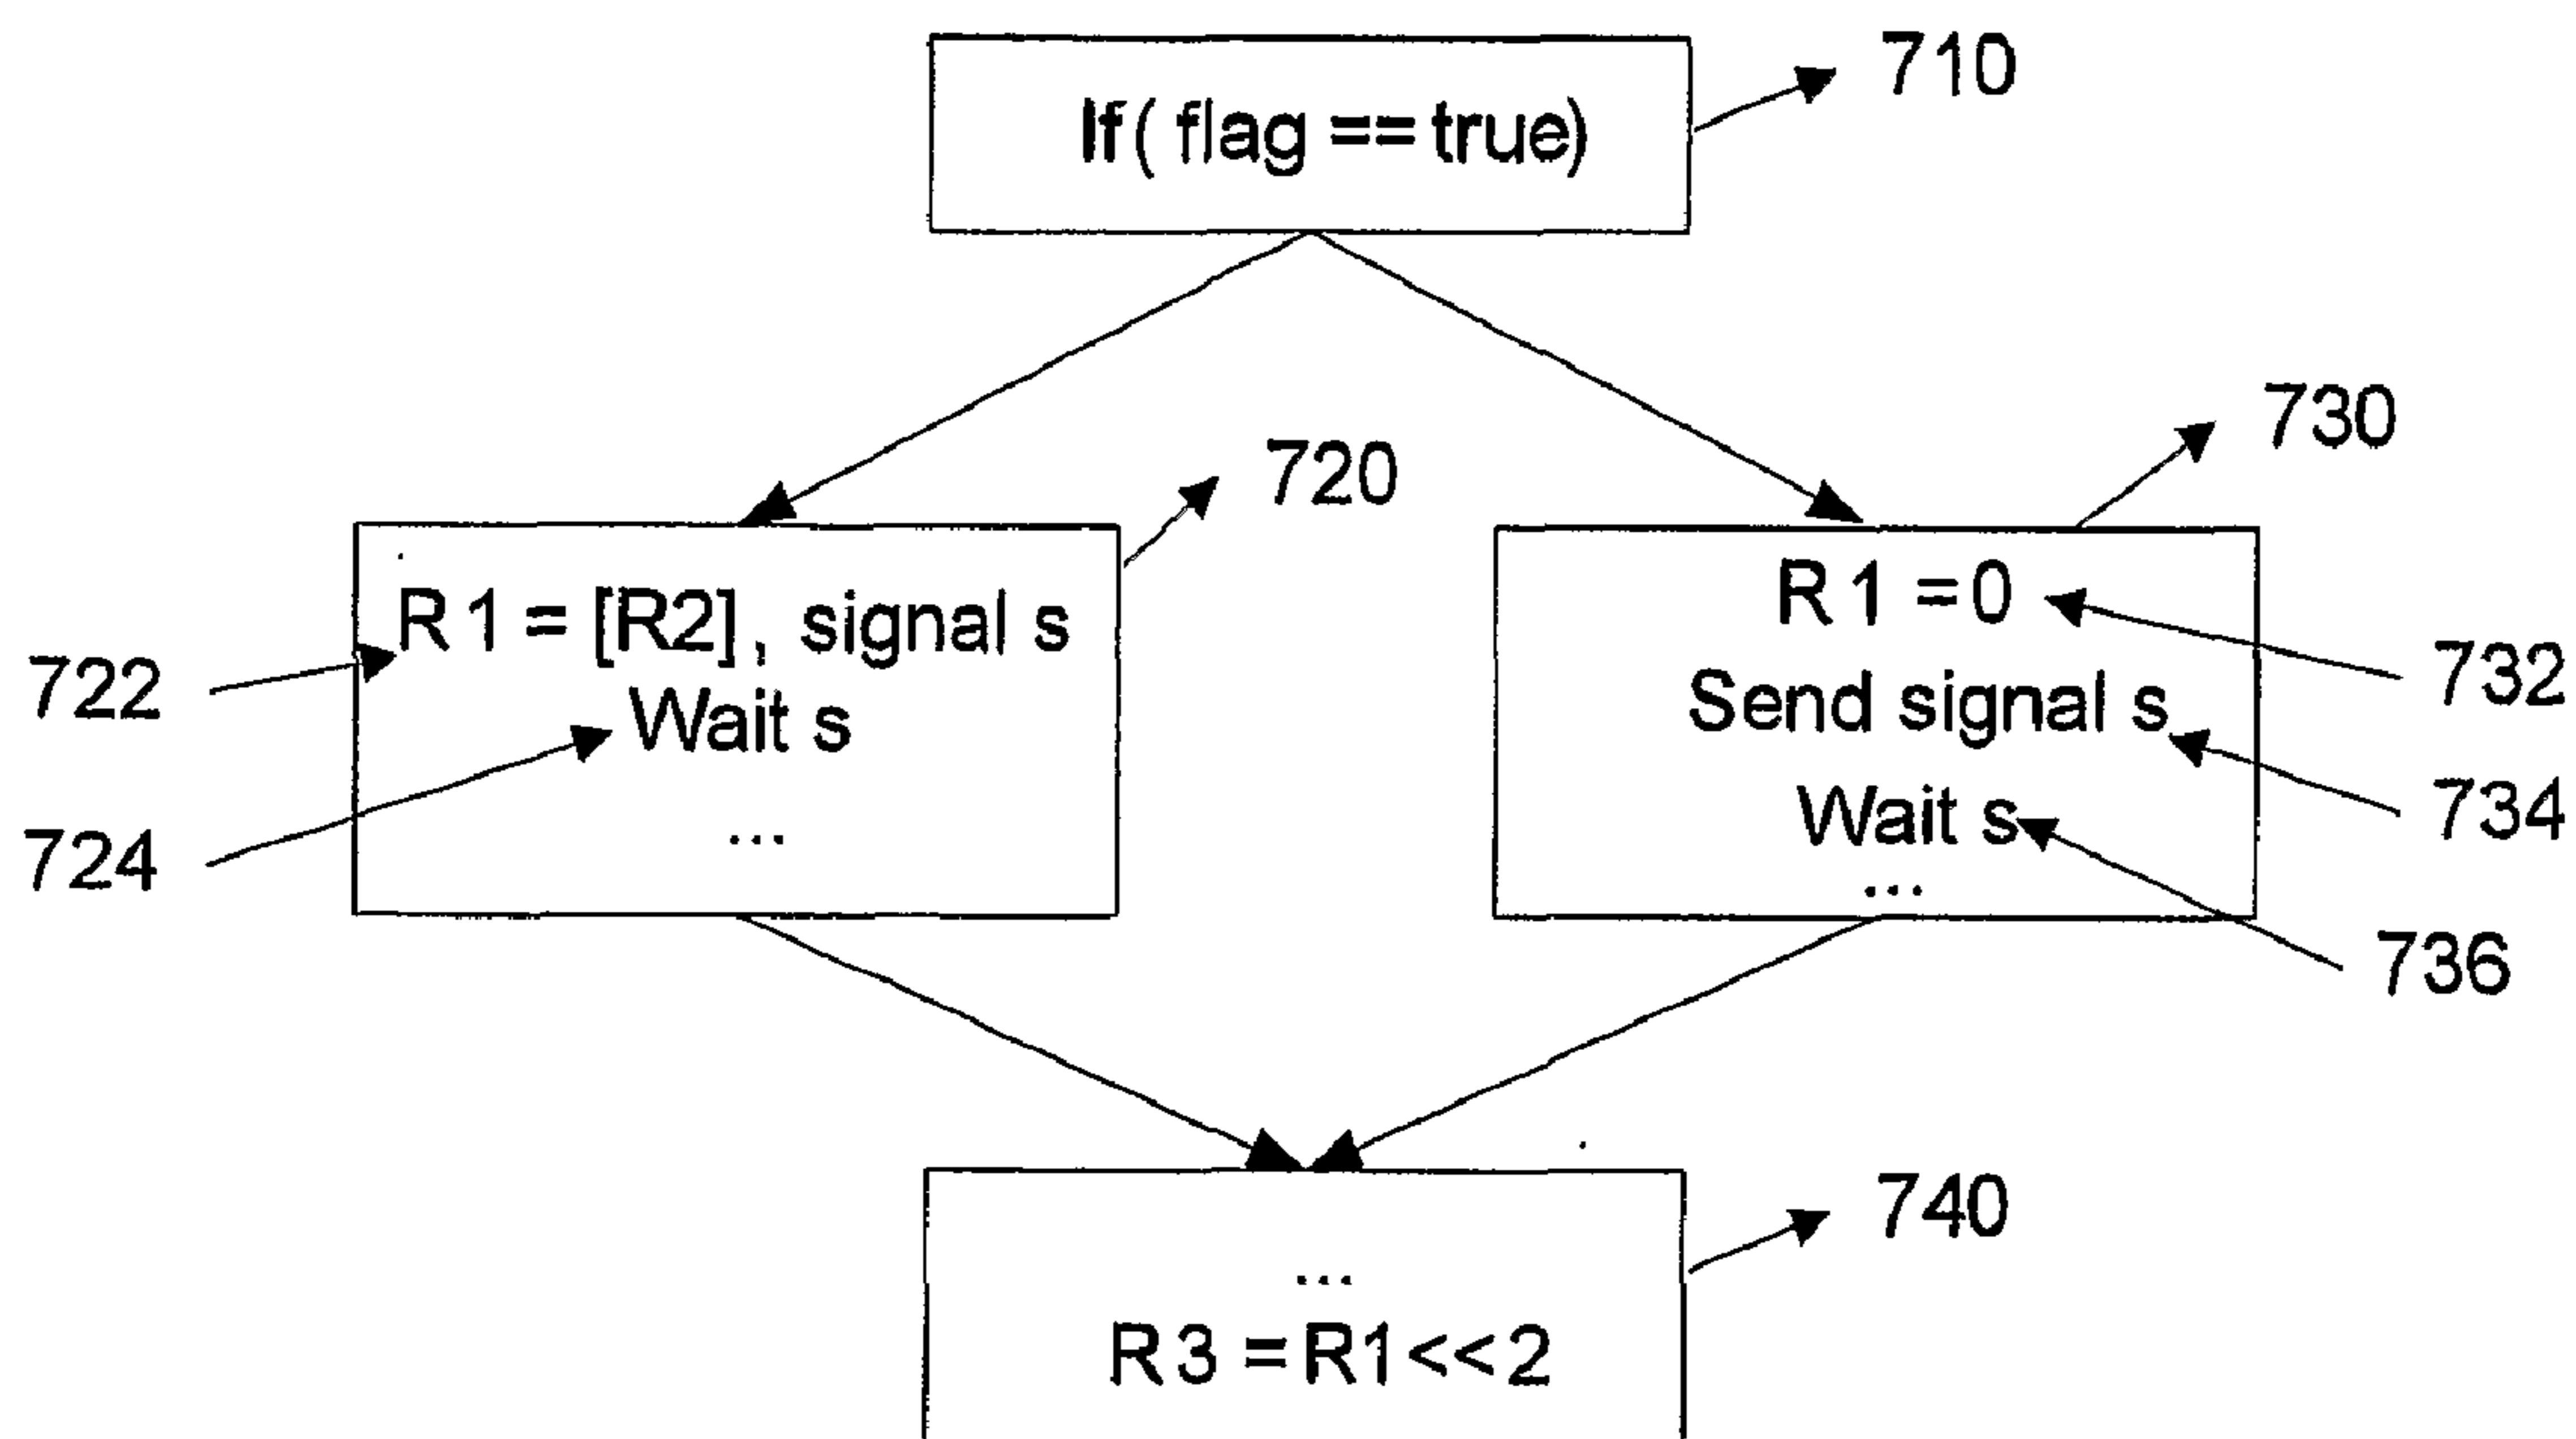 If( flag == true)
710
730
720
R1 = [R2], signal s
Wait s
...
722
724
R1 = 0
Send signal s
Wait s
...
732
734
736
740
...
R3 = R1<<2